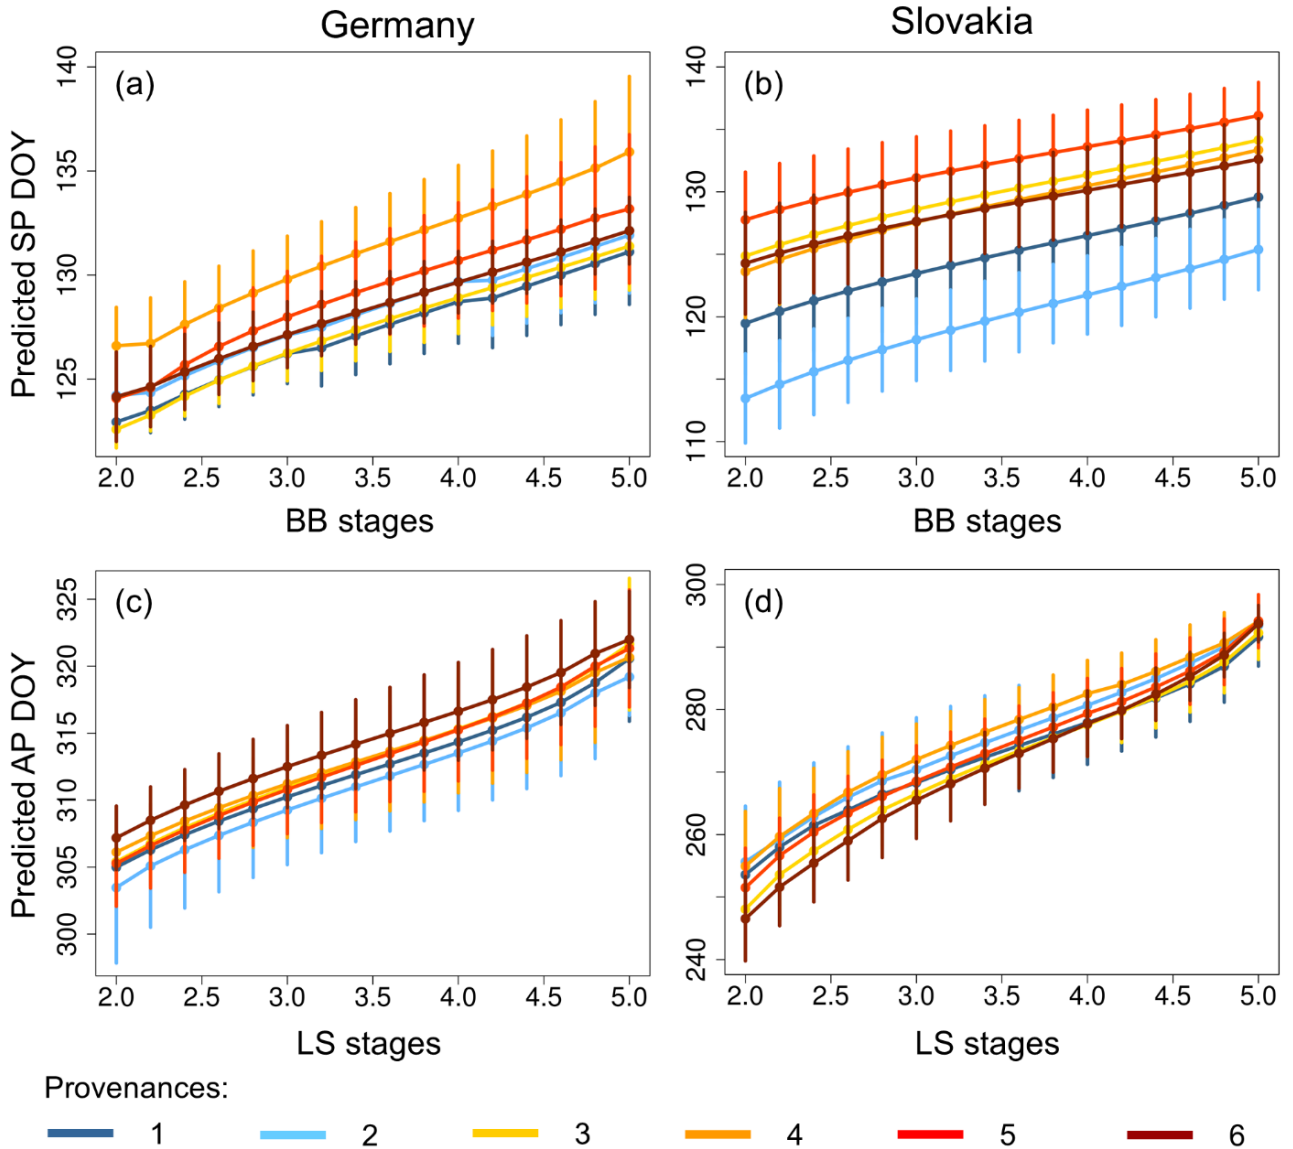 Germany
Slovakia
(a)
Predicted SP DOY
140
135
130
125
2.0 2.5 3.0 3.5 4.0 4.5 5.0
BB stages
(b)
140
130
120
110
2.0 2.5 3.0 3.5 4.0 4.5 5.0
BB stages
(c)
Predicted AP DOY
325
320
315
310
305
300
2.0 2.5 3.0 3.5 4.0 4.5 5.0
LS stages
(d)
300
280
260
240
2.0 2.5 3.0 3.5 4.0 4.5 5.0
LS stages
Provenances:
1 2 3 4 5 6